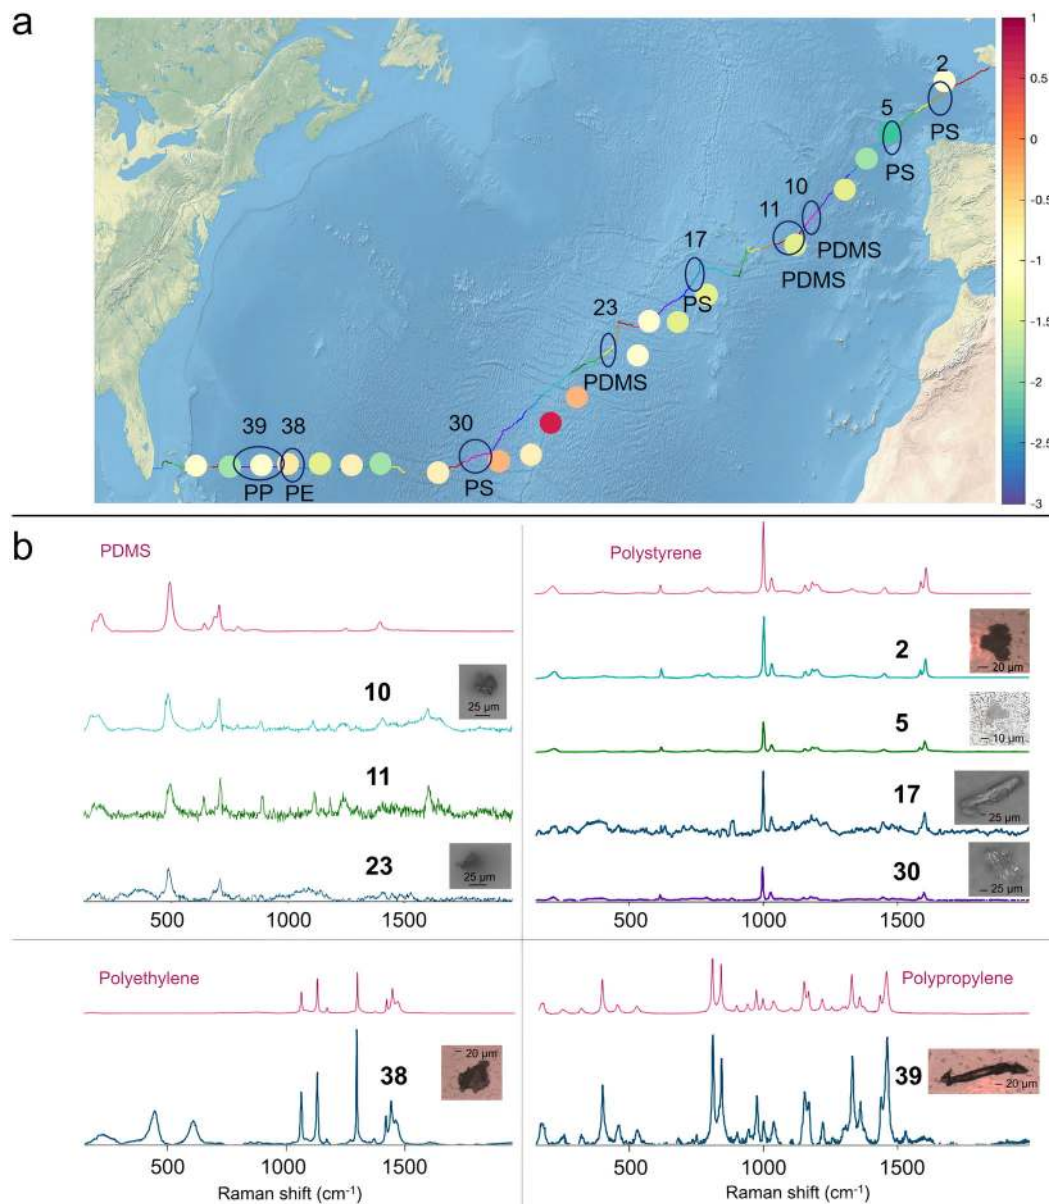 a
1
0.5
0
-0.5
-1
-1.5
-2
-2.5
-3
2
PS
5
PS
10
PDMS
11
PDMS
17
PS
23
PDMS
30
PS
39
38
PP
PE
b
PDMS
10
25 µm
11
23
25 µm
500
1000
1500
Polystyrene
2
20 µm
5
10 µm
17
25 µm
30
25 µm
500
1000
1500
Polyethylene
38
20 µm
500
1000
1500
Raman shift (cm⁻¹)
Polypropylene
39
20 µm
500
1000
1500
Raman shift (cm⁻¹)